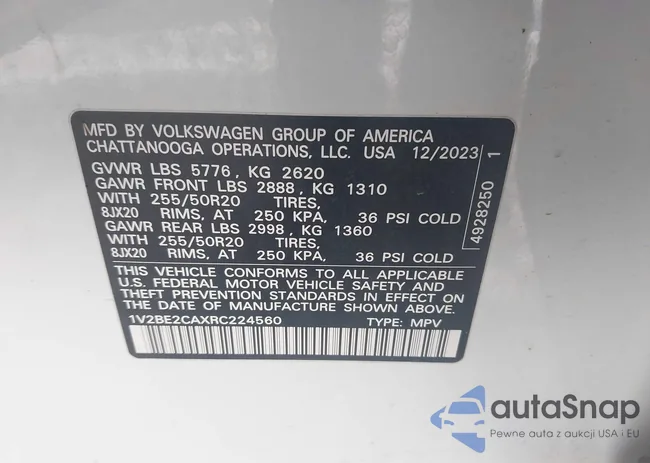 MFD BY VOLKSWAGEN GROUP OF AMERICA
CHATTANOOGA OPERATIONS, LLC. USA 12/2023
GVWR LBS 5776, KG 2620
GAWR FRONT LBS 2888, KG 1310
WITH 255/50R20 TIRES,
8JX20 RIMS, AT 250 KPA, 36 PSI COLD
GAWR REAR LBS 2998, KG 1360
WITH 255/50R20 TIRES,
8JX20 RIMS, AT 250 KPA, 36 PSI COLD
THIS VEHICLE CONFORMS TO ALL APPLICABLE
U.S. FEDERAL MOTOR VEHICLE SAFETY AND
THEFT PREVENTION STANDARDS IN EFFECT ON
THE DATE OF MANUFACTURE SHOWN ABOVE.
1V2BE2CAXRC224560 TYPE: MPV
4928250 1
autaSnap
Pewne auta z aukcji USA i EU